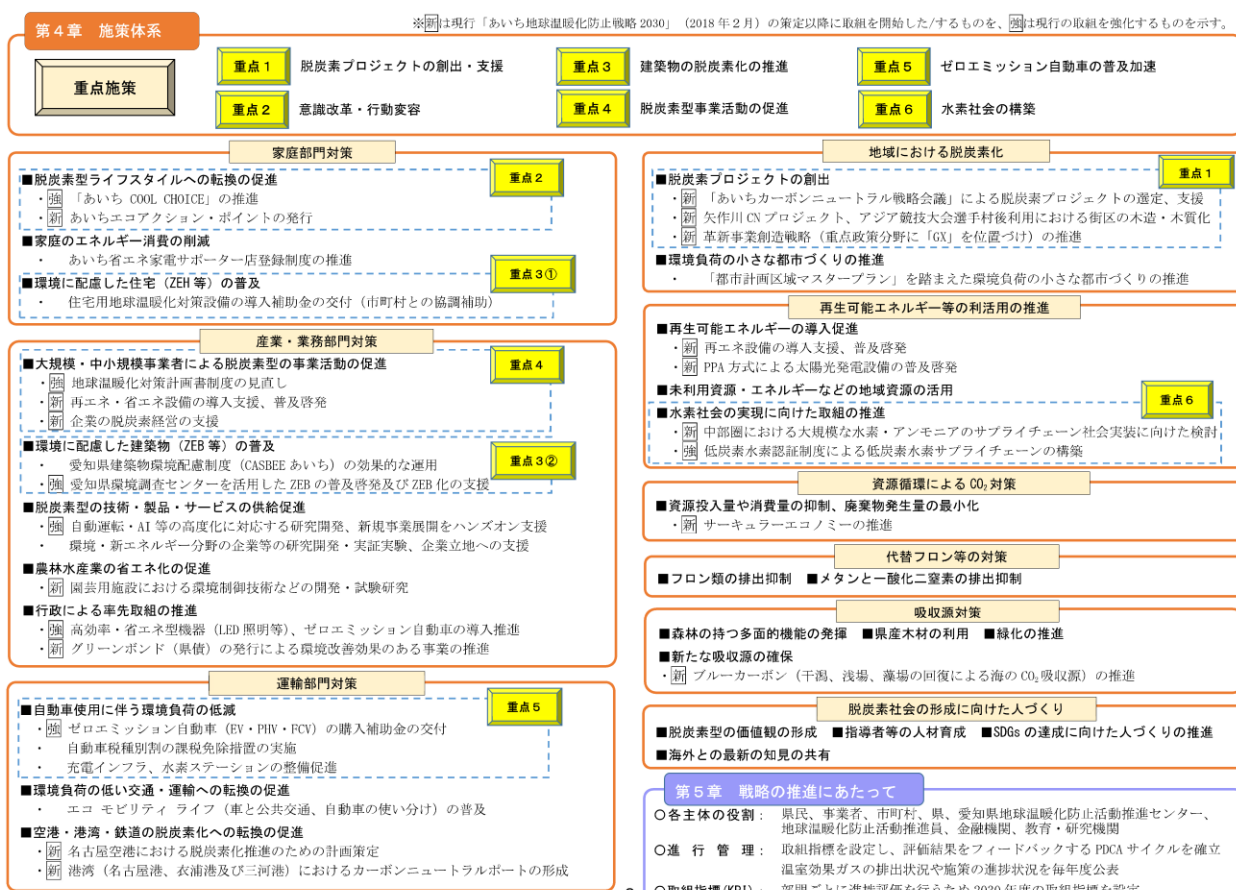 第4章 施策体系
※新は現行「あいち地球温暖化防止戦略 2030」（2018 年２月）の策定以降に取組を開始した/するものを、強は現行の取組を強化するものを示す。
重点施策
重点１ 脱炭素プロジェクトの創出・支援
重点３ 建築物の脱炭素化の推進
重点５ ゼロエミッション自動車の普及加速
重点２ 意識改革・行動変容
重点４ 脱炭素型事業活動の促進
重点６ 水素社会の構築
家庭部門対策
重点２
■脱炭素型ライフスタイルへの転換の促進
・強 「あいち COOL CHOICE」の推進
・新 あいちエコアクション・ポイントの発行
■家庭のエネルギー消費の削減
・ あいち省エネ家電サポーター店登録制度の推進
重点３①
■環境に配慮した住宅（ZEH 等）の普及
・ 住宅用地球温暖化対策設備の導入補助金の交付（市町村との協調補助）
産業・業務部門対策
重点４
■大規模・中小規模事業者による脱炭素型の事業活動の促進
・強 地球温暖化対策計画書制度の見直し
・新 再エネ・省エネ設備の導入支援、普及啓発
・新 企業の脱炭素経営の支援
■環境に配慮した建築物（ZEB 等）の普及
重点３②
・ 愛知県建築物環境配慮制度（CASBEE あいち）の効果的な運用
・強 愛知県環境調査センターを活用した ZEB の普及啓発及び ZEB 化の支援
■脱炭素型の技術・製品・サービスの供給促進
・強 自動運転・AI 等の高度化に対応する研究開発、新規事業展開をハンズオン支援
・ 環境・新エネルギー分野の企業等の研究開発・実証実験、企業立地への支援
■農林水産業の省エネ化の促進
・新 園芸用施設における環境制御技術などの開発・試験研究
■行政による率先取組の推進
・強 高効率・省エネ型機器（LED 照明等）、ゼロエミッション自動車の導入推進
・新 グリーンボンド（県債）の発行による環境改善効果のある事業の推進
運輸部門対策
重点５
■自動車使用に伴う環境負荷の低減
・強 ゼロエミッション自動車（EV・PHV・FCV）の購入補助金の交付
・ 自動車税種別割の課税免除措置の実施
・ 充電インフラ、水素ステーションの整備促進
■環境負荷の低い交通・運輸への転換の促進
・ エコ モビリティ ライフ（車と公共交通、自動車の使い分け）の普及
■空港・港湾・鉄道の脱炭素化への転換の促進
・新 名古屋空港における脱炭素化推進のための計画策定
・新 港湾（名古屋港、衣浦港及び三河港）におけるカーボンニュートラルポートの形成
地域における脱炭素化
重点１
■脱炭素プロジェクトの創出
・新 「あいちカーボンニュートラル戦略会議」による脱炭素プロジェクトの選定、支援
・新 矢作川 CN プロジェクト、アジア競技大会選手村後利用における街区の木造・木質化
・新 革新事業創造戦略（重点政策分野に「GX」を位置づけ）の推進
■環境負荷の小さな都市づくりの推進
・ 「都市計画区域マスタープラン」を踏まえた環境負荷の小さな都市づくりの推進
再生可能エネルギー等の利活用の推進
■再生可能エネルギーの導入促進
・新 再エネ設備の導入支援、普及啓発
・新 PPA 方式による太陽光発電設備の普及啓発
■未利用資源・エネルギーなどの地域資源の活用
重点６
■水素社会の実現に向けた取組の推進
・新 中部圏における大規模な水素・アンモニアのサプライチェーン社会実装に向けた検討
・強 低炭素水素認証制度による低炭素水素サプライチェーンの構築
資源循環による CO₂ 対策
■資源投入量や消費量の抑制、廃棄物発生量の最小化
・新 サーキュラーエコノミーの推進
代替フロン等の対策
■フロン類の排出抑制 ■メタンと一酸化二窒素の排出抑制
吸収源対策
■森林の持つ多面的機能の発揮 ■県産木材の利用 ■緑化の推進
■新たな吸収源の確保
・新 ブルーカーボン（干潟、浅場、藻場の回復による海の CO₂ 吸収源）の推進
脱炭素社会の形成に向けた人づくり
■脱炭素型の価値観の形成 ■指導者等の人材育成 ■SDGs の達成に向けた人づくりの推進
■海外との最新の知見の共有
第５章 戦略の推進にあたって
○各主体の役割： 県民、事業者、市町村、県、愛知県地球温暖化防止活動推進センター、
地球温暖化防止活動推進員、金融機関、教育・研究機関
○進 行 管 理： 取組指標を設定し、評価結果をフィードバックする PDCA サイクルを確立
温室効果ガスの排出状況や施策の進捗状況を毎年度公表
○取組指標(KPI)： 部門ごとに進捗評価を行うため 2030 年度の取組指標を設定